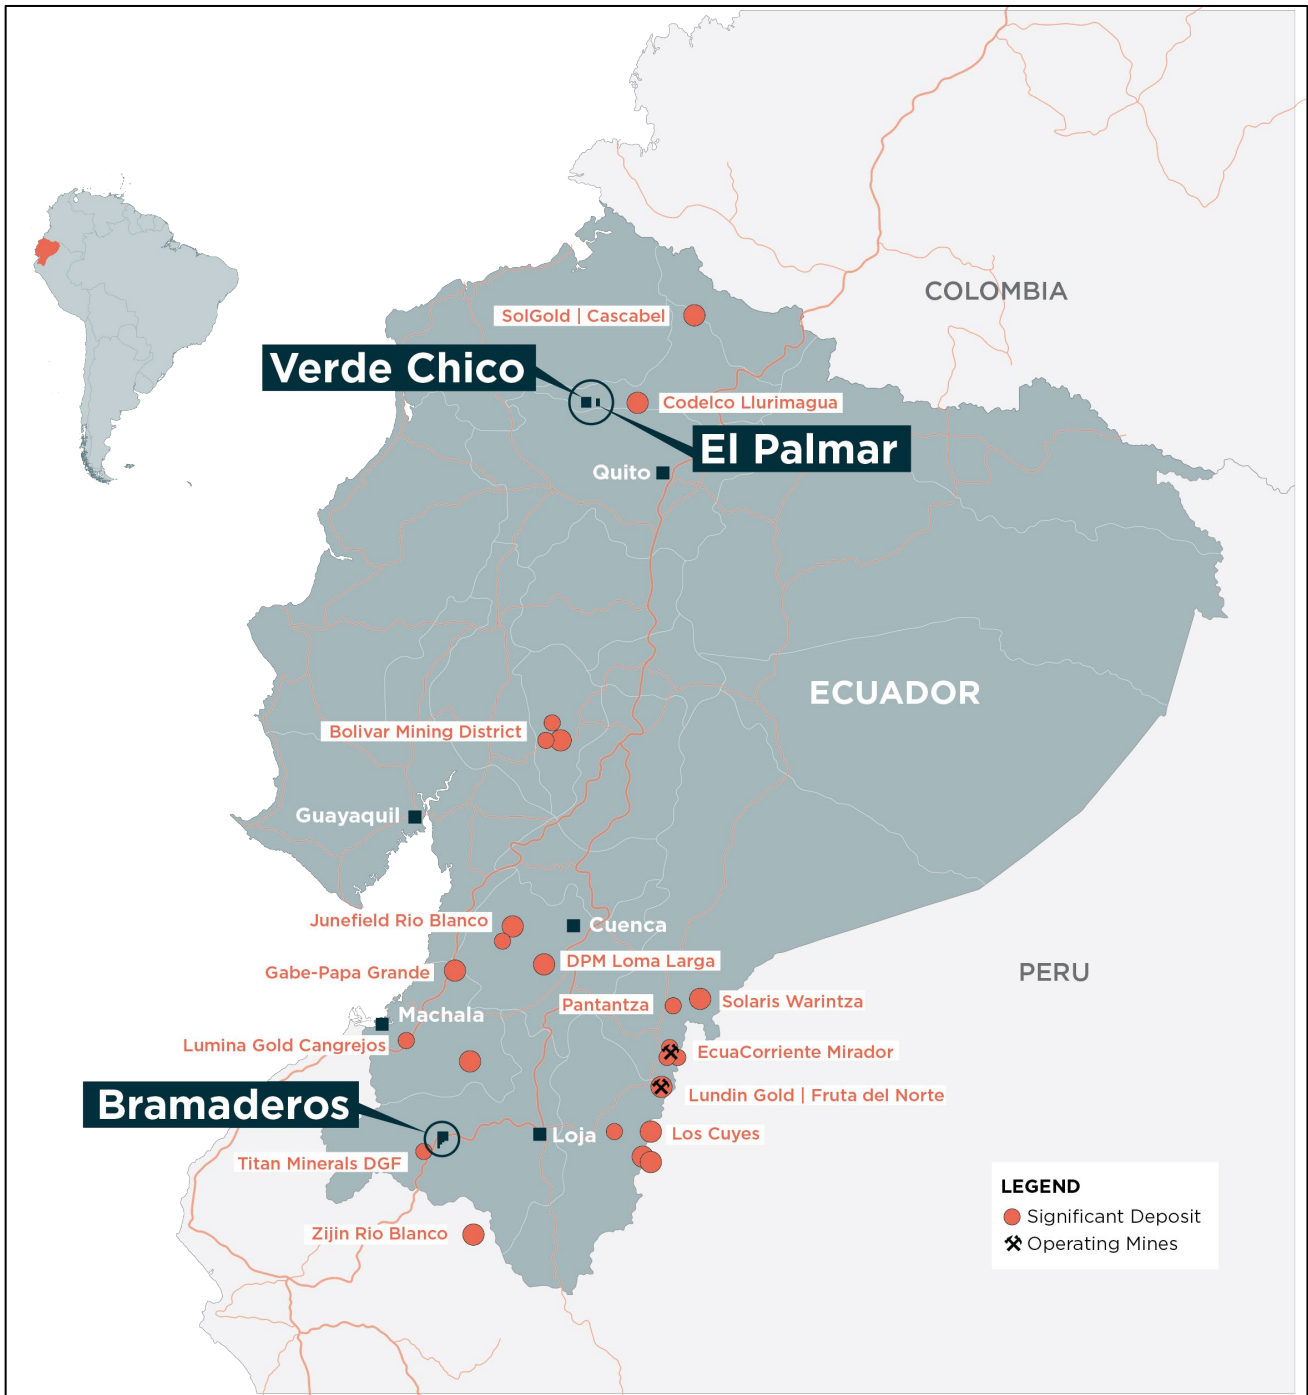 COLOMBIA
SolGold | Cascabel
Verde Chico
Codelco Llurimagua
El Palmar
Quito
ECUADOR
Bolivar Mining District
Guayaquil
Junefield Rio Blanco
Cuenca
DPM Loma Larga
Gabe-Papa Grande
PERU
Pantantza
Solaris Warintza
Machala
Lumina Gold Cangrejos
EcuaCorriente Mirador
Lundin Gold | Fruta del Norte
Bramaderos
Loja
Los Cuyes
Titan Minerals DGF
Zijin Rio Blanco
LEGEND
Significant Deposit
Operating Mines